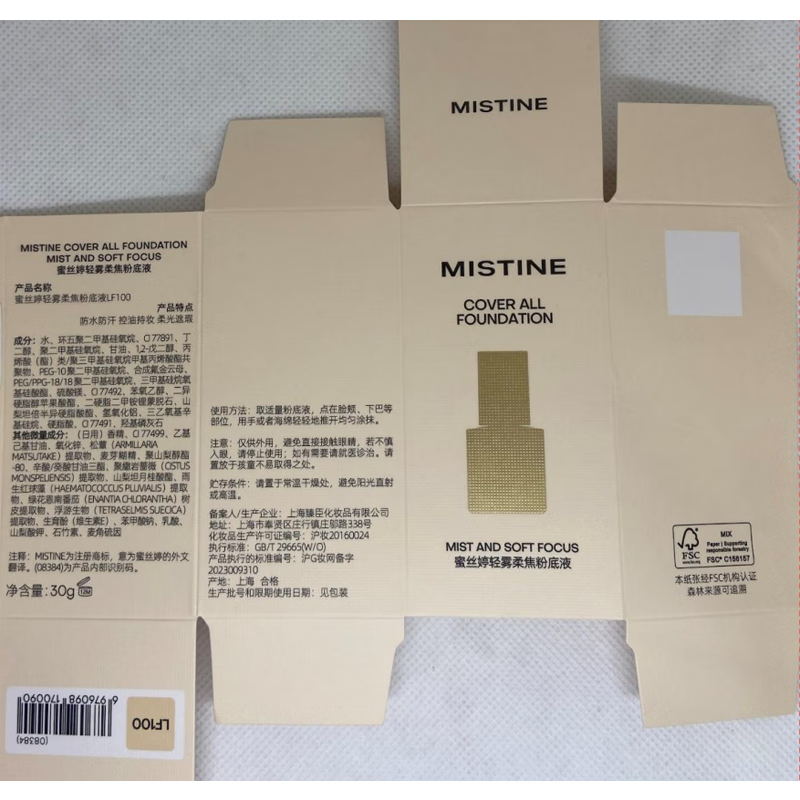 MISTINE
MISTINE COVER ALL FOUNDATION
MIST AND SOFT FOCUS
蜜丝婷轻雾柔焦粉底液
产品名称
蜜丝婷轻雾柔焦粉底液LF100
产品特点
防水防汗 控油持妆 柔光遮瑕
成分：水、环五聚二甲基硅氧烷、CI 77891、丁
二醇、聚二甲基硅氧烷、甘油、1,2-戊二醇、丙
烯酸（酯）类/聚三甲基硅氧烷甲基丙烯酸酯共
聚物、PEG-10聚二甲基硅氧烷、合成氟金云母、
PEG/PPG-18/18聚二甲基硅氧烷、三甲基硅烷氧
基硅酸酯、硫酸镁、CI 77492、苯氧乙醇、二异
硬脂醇苹果酸酯、二硬脂二甲铵锂蒙脱石、山
梨坦倍半异硬脂酸酯、氢氧化铝、三乙氧基辛
基硅烷、硬脂酸、CI 77491、羟基磷灰石
其他微量成分：（日用）香精、CI 77499、乙基
己基甘油、氧化锌、松蕈（ARMILLARIA
MATSUTAKE）提取物、麦芽糊精、聚山梨醇酯
-80、辛酸/癸酸甘油三酯、聚繖岩蔷薇（CISTUS
MONSPELIENSIS）提取物、山梨坦月桂酸酯、雨
生红球藻（HAEMATOCOCCUS PLUVIALIS）提取
物、绿花恩南番茄（ENANTIA CHLORANTHA）树
皮提取物、浮游生物（TETRASELMIS SUECICA）
提取物、生育酚（维生素E）、苯甲酸钠、乳酸、
山梨酸钾、石竹素、麦角硫因
注释：MISTINE为注册商标，意为蜜丝婷的外文
翻译。(08384)为产品内部识别码。
净含量：30g 12M
6 976098 170090
(08384)
LF100
使用方法：取适量粉底液，点在脸颊、下巴等
部位，用手或者海绵轻轻地推开均匀涂抹。
注意：仅供外用，避免直接接触眼睛，若不慎
入眼，请停止使用；如有需要请就医诊治。请
置放于孩童不易取得之处。
贮存条件：请置于常温干燥处，避免阳光直射
或高温。
备案人/生产企业：上海臻臣化妆品有限公司
地址：上海市奉贤区庄行镇庄邬路338号
化妆品生产许可证编号：沪妆20160024
执行标准：GB/T 29665(W/O)
产品执行的标准编号：沪G妆网备字
2023009310
产地：上海 合格
生产批号和限期使用日期：见包装
MISTINE
COVER ALL
FOUNDATION
MIST AND SOFT FOCUS
蜜丝婷轻雾柔焦粉底液
FSC
www.fsc.org
MIX
Paper | Supporting
responsible forestry
FSC® C156157
本纸张经FSC机构认证
森林来源可追溯